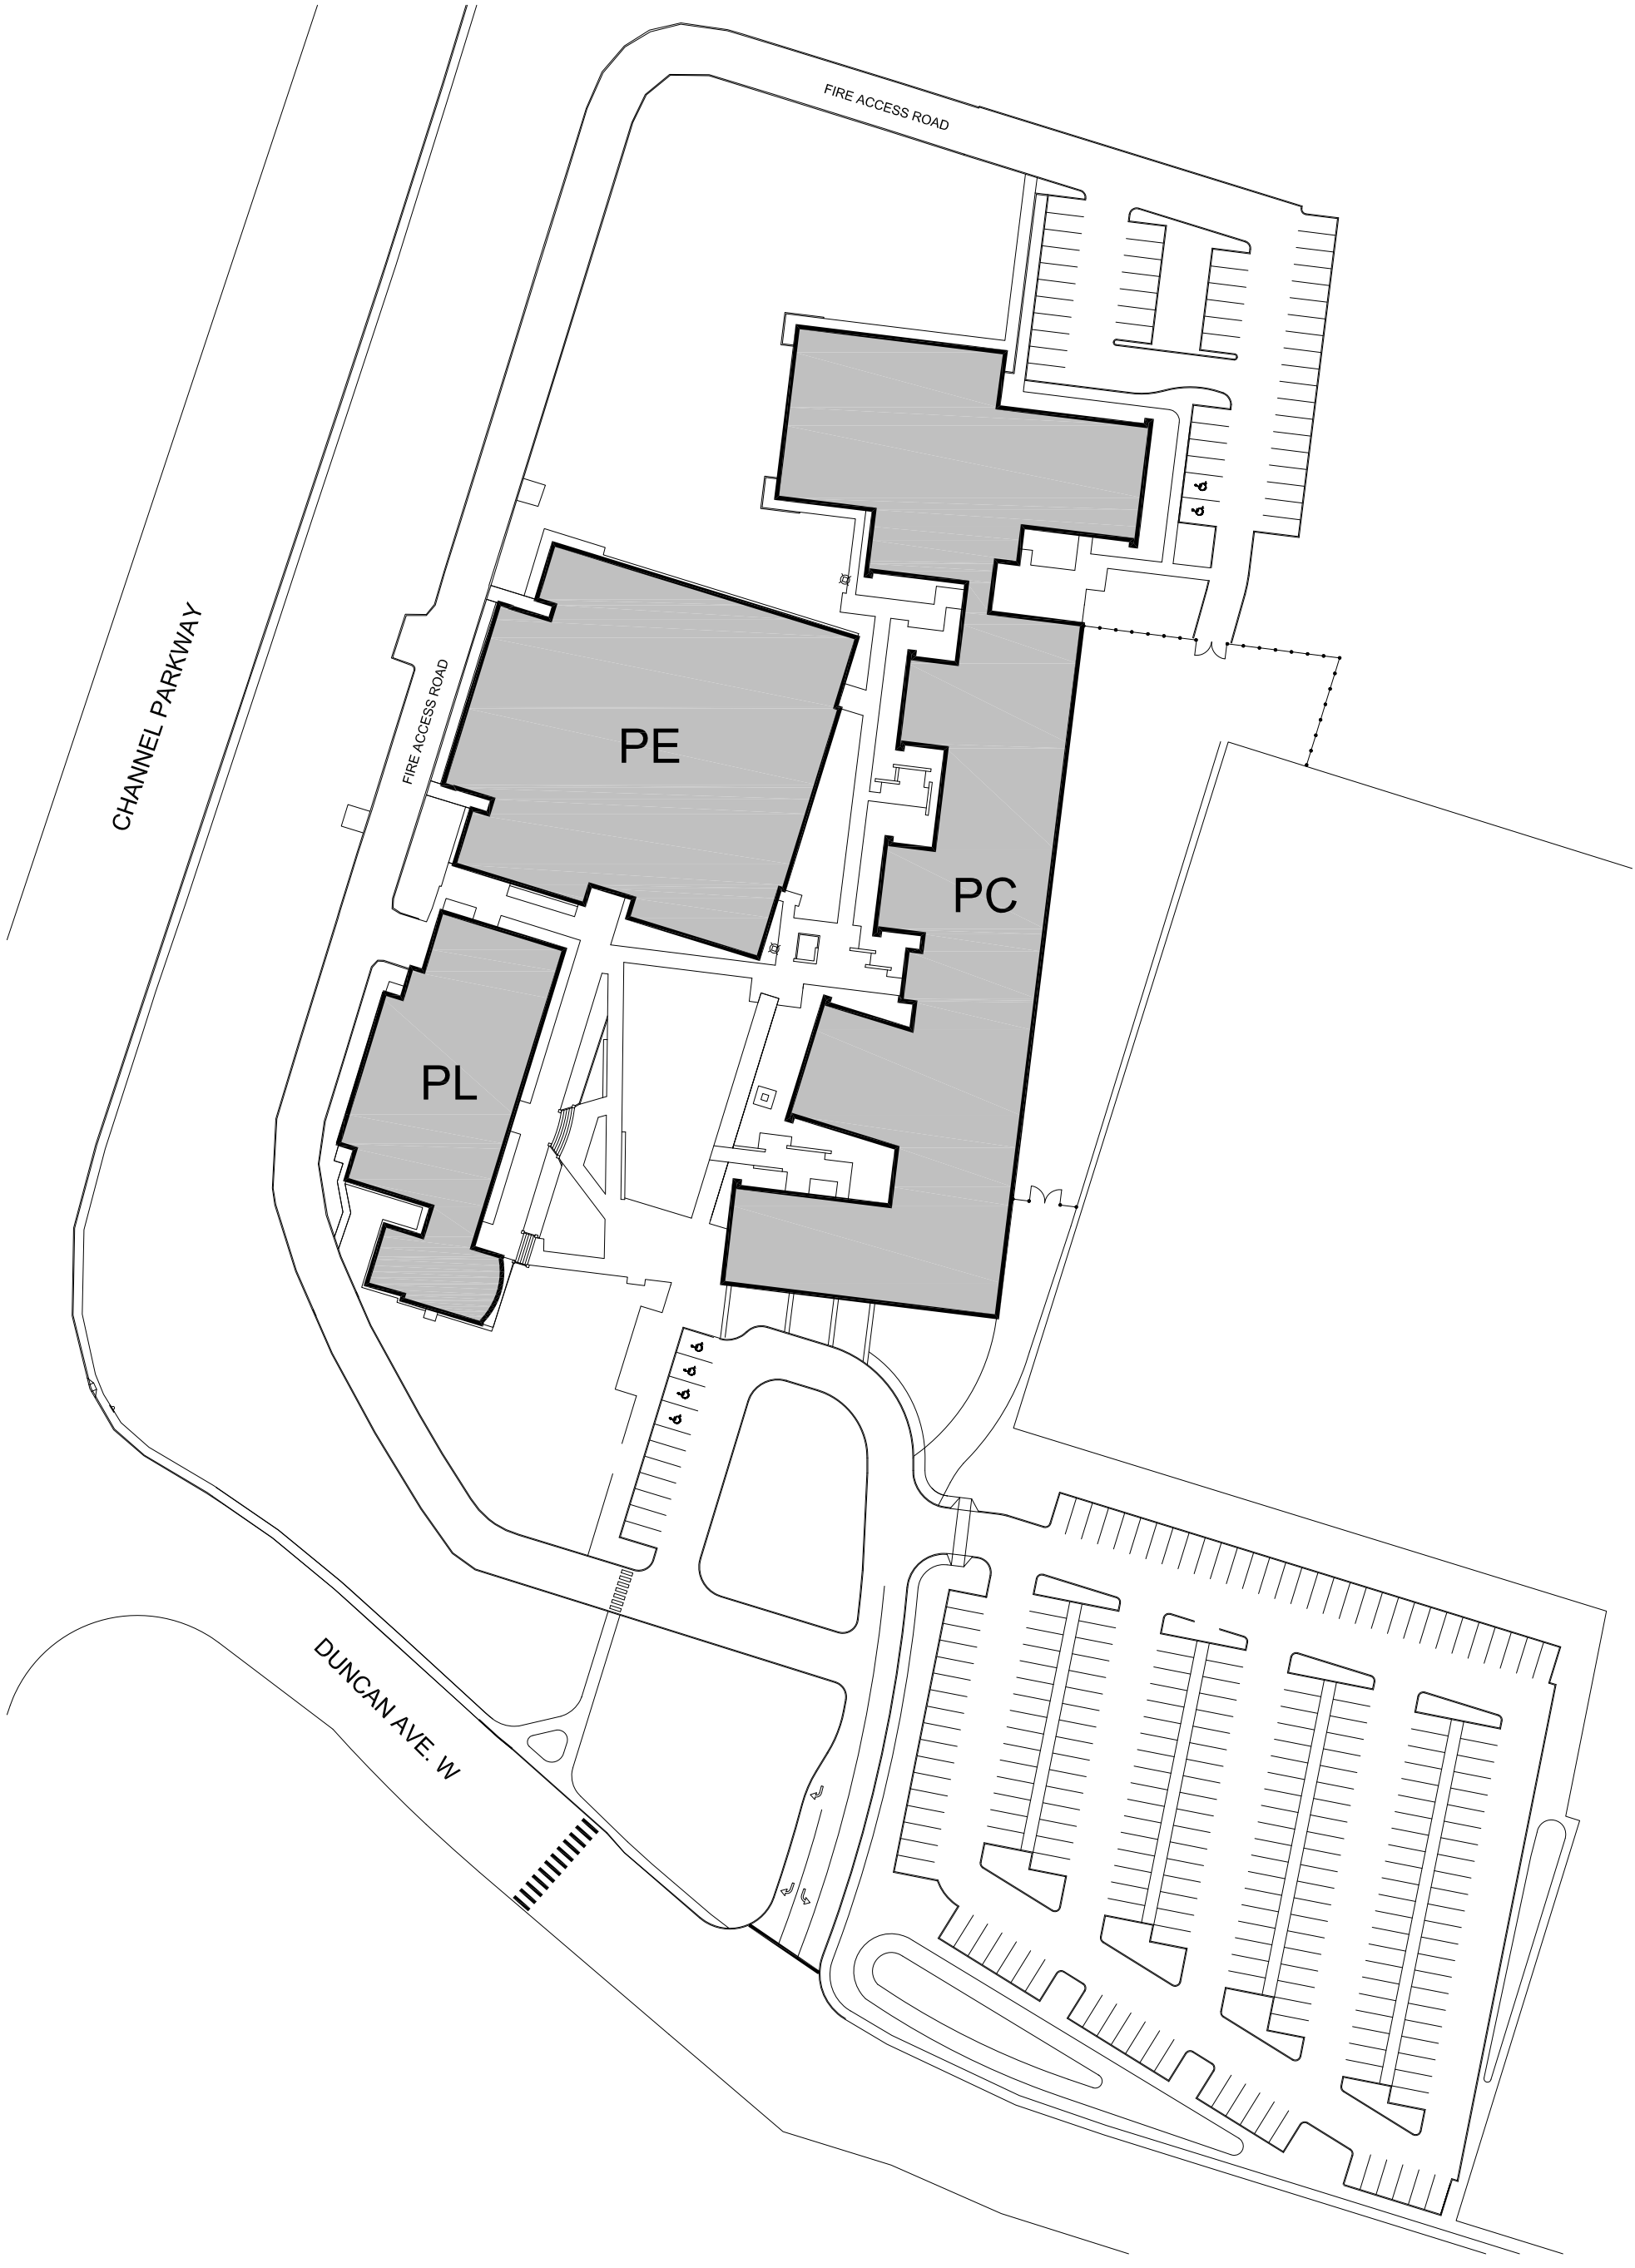 FIRE ACCESS ROAD
CHANNEL PARKWAY
FIRE ACCESS ROAD
PE
PC
PL
DUNCAN AVE. W